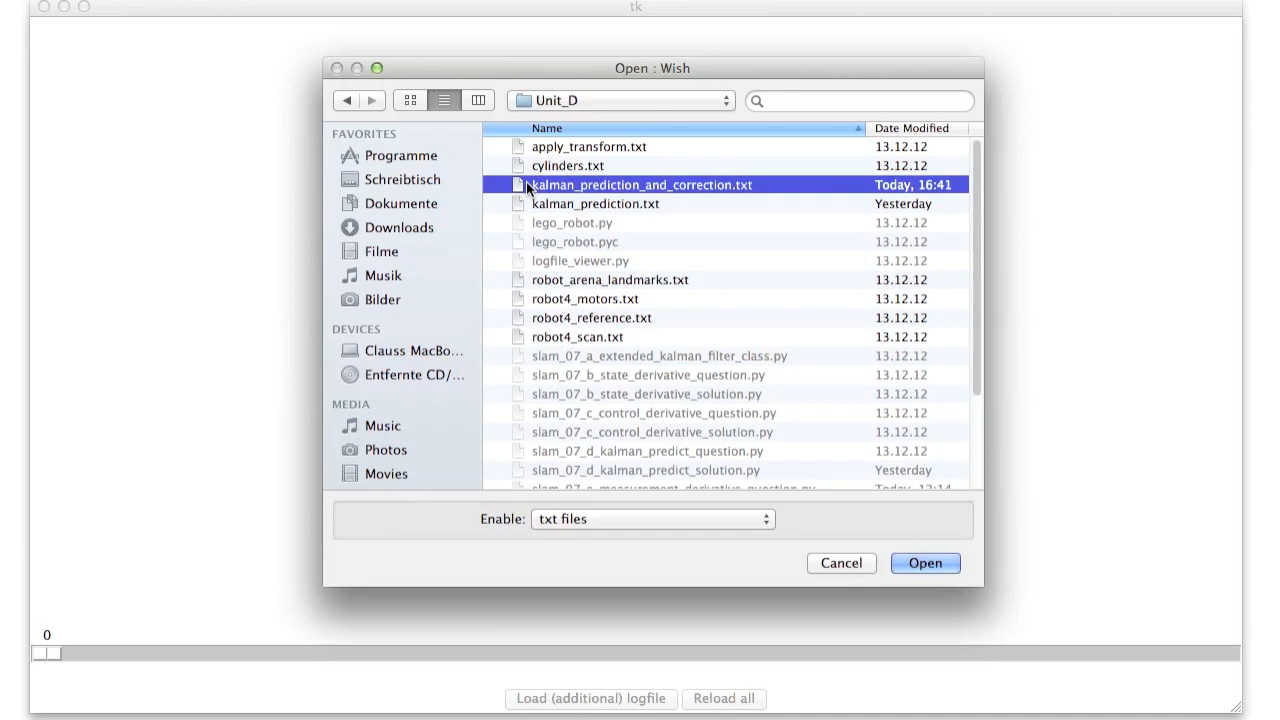 tk
Open : Wish
Unit_D
FAVORITES
Programme
Schreibtisch
Dokumente
Downloads
Filme
Musik
Bilder
DEVICES
Clauss MacBo...
Entfernte CD/...
MEDIA
Music
Photos
Movies
Name Date Modified
apply_transform.txt 13.12.12
cylinders.txt 13.12.12
kalman_prediction_and_correction.txt Today, 16:41
kalman_prediction.txt Yesterday
lego_robot.py 13.12.12
lego_robot.pyc 13.12.12
logfile_viewer.py 13.12.12
robot_arena_landmarks.txt 13.12.12
robot4_motors.txt 13.12.12
robot4_reference.txt 13.12.12
robot4_scan.txt 13.12.12
slam_07_a_extended_kalman_filter_class.py 13.12.12
slam_07_b_state_derivative_question.py 13.12.12
slam_07_b_state_derivative_solution.py 13.12.12
slam_07_c_control_derivative_question.py 13.12.12
slam_07_c_control_derivative_solution.py 13.12.12
slam_07_d_kalman_predict_question.py 13.12.12
slam_07_d_kalman_predict_solution.py Yesterday
slam_07_e_measurement_derivative_question.py Today, 12:14
Enable: txt files
Cancel Open
0
Load (additional) logfile Reload all